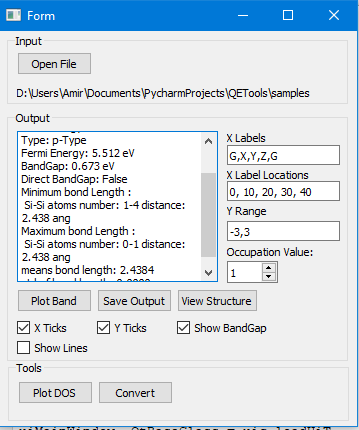 Form
Input
Open File
D:\Users\Amir\Documents\PycharmProjects\QETools\samples
Output
Type: p-Type
Fermi Energy: 5.512 eV
BandGap: 0.673 eV
Direct BandGap: False
Minimum bond Length :
Si-Si atoms number: 1-4 distance:
2.438 ang
Maximum bond Length :
Si-Si atoms number: 0-1 distance:
2.438 ang
means bond length: 2.4384
X Labels
G,X,Y,Z,G
X Label Locations
0, 10, 20, 30, 40
Y Range
-3,3
Occupation Value:
1
Plot Band
Save Output
View Structure
X Ticks
Y Ticks
Show BandGap
Show Lines
Tools
Plot DOS
Convert